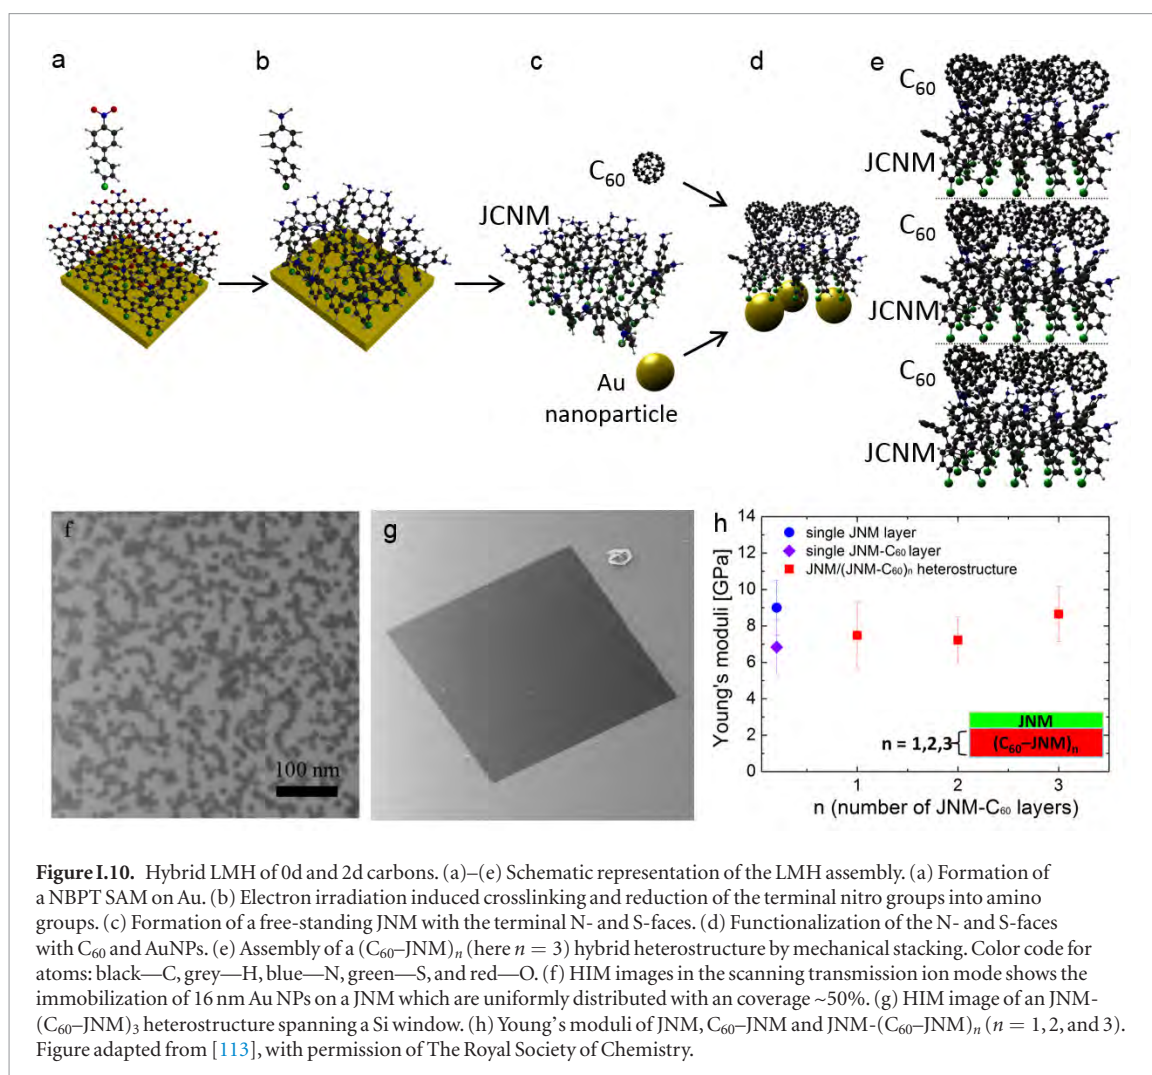 a
b
c
d
e
C60
JCNM
C60
JCNM
Au
nanoparticle
C60
JCNM
C60
JCNM
f
100 nm
g
h
14
12
10
8
6
4
2
0
Young's moduli [GPa]
single JNM layer
single JNM-C60 layer
JNM/(JNM-C60)n heterostructure
JNM
n = 1,2,3
(C60–JNM)n
1
2
3
n (number of JNM-C60 layers)
Figure I.10. Hybrid LMH of 0d and 2d carbons. (a)–(e) Schematic representation of the LMH assembly. (a) Formation of
a NBPT SAM on Au. (b) Electron irradiation induced crosslinking and reduction of the terminal nitro groups into amino
groups. (c) Formation of a free-standing JNM with the terminal N- and S-faces. (d) Functionalization of the N- and S-faces
with C60 and AuNPs. (e) Assembly of a (C60–JNM)n (here n = 3) hybrid heterostructure by mechanical stacking. Color code for
atoms: black—C, grey—H, blue—N, green—S, and red—O. (f) HIM images in the scanning transmission ion mode shows the
immobilization of 16 nm Au NPs on a JNM which are uniformly distributed with an coverage ~50%. (g) HIM image of an JNM-
(C60–JNM)3 heterostructure spanning a Si window. (h) Young's moduli of JNM, C60–JNM and JNM-(C60–JNM)n (n = 1, 2, and 3).
Figure adapted from [113], with permission of The Royal Society of Chemistry.